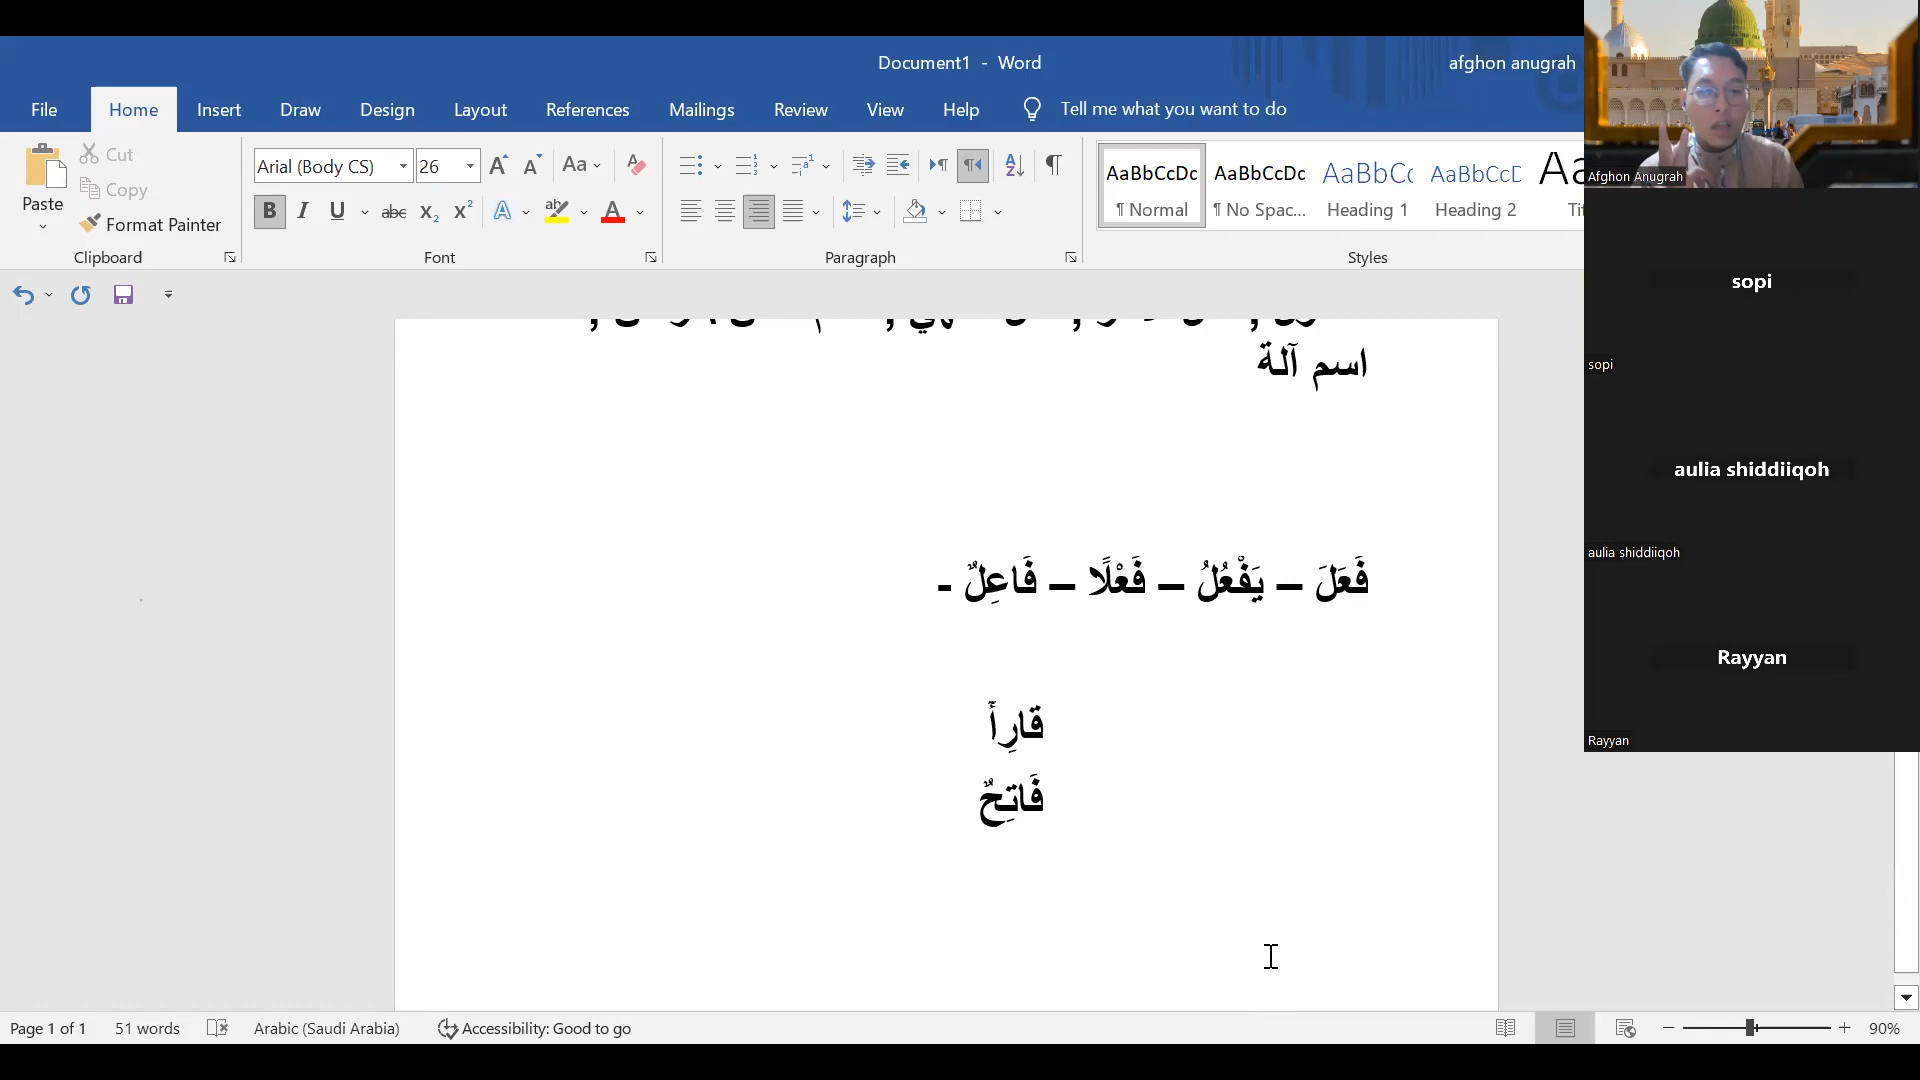 Document1 - Word
afghon anugrah
File Home Insert Draw Design Layout References Mailings Review View Help Tell me what you want to do
Paste
Cut
Copy
Format Painter
Clipboard
Arial (Body CS) 26
Font
Paragraph
AaBbCcDc AaBbCcDc AaBbCc AaBbCcD
¶ Normal ¶ No Spac... Heading 1 Heading 2
Styles
اسم آلة
فَعَلَ – يَفْعُلُ – فَعْلًا – فَاعِلٌ -
قارِأٌ
فَاتِحٌ
Afghon Anugrah
sopi
sopi
aulia shiddiiqoh
aulia shiddiiqoh
Rayyan
Rayyan
Page 1 of 1 51 words Arabic (Saudi Arabia) Accessibility: Good to go 90%